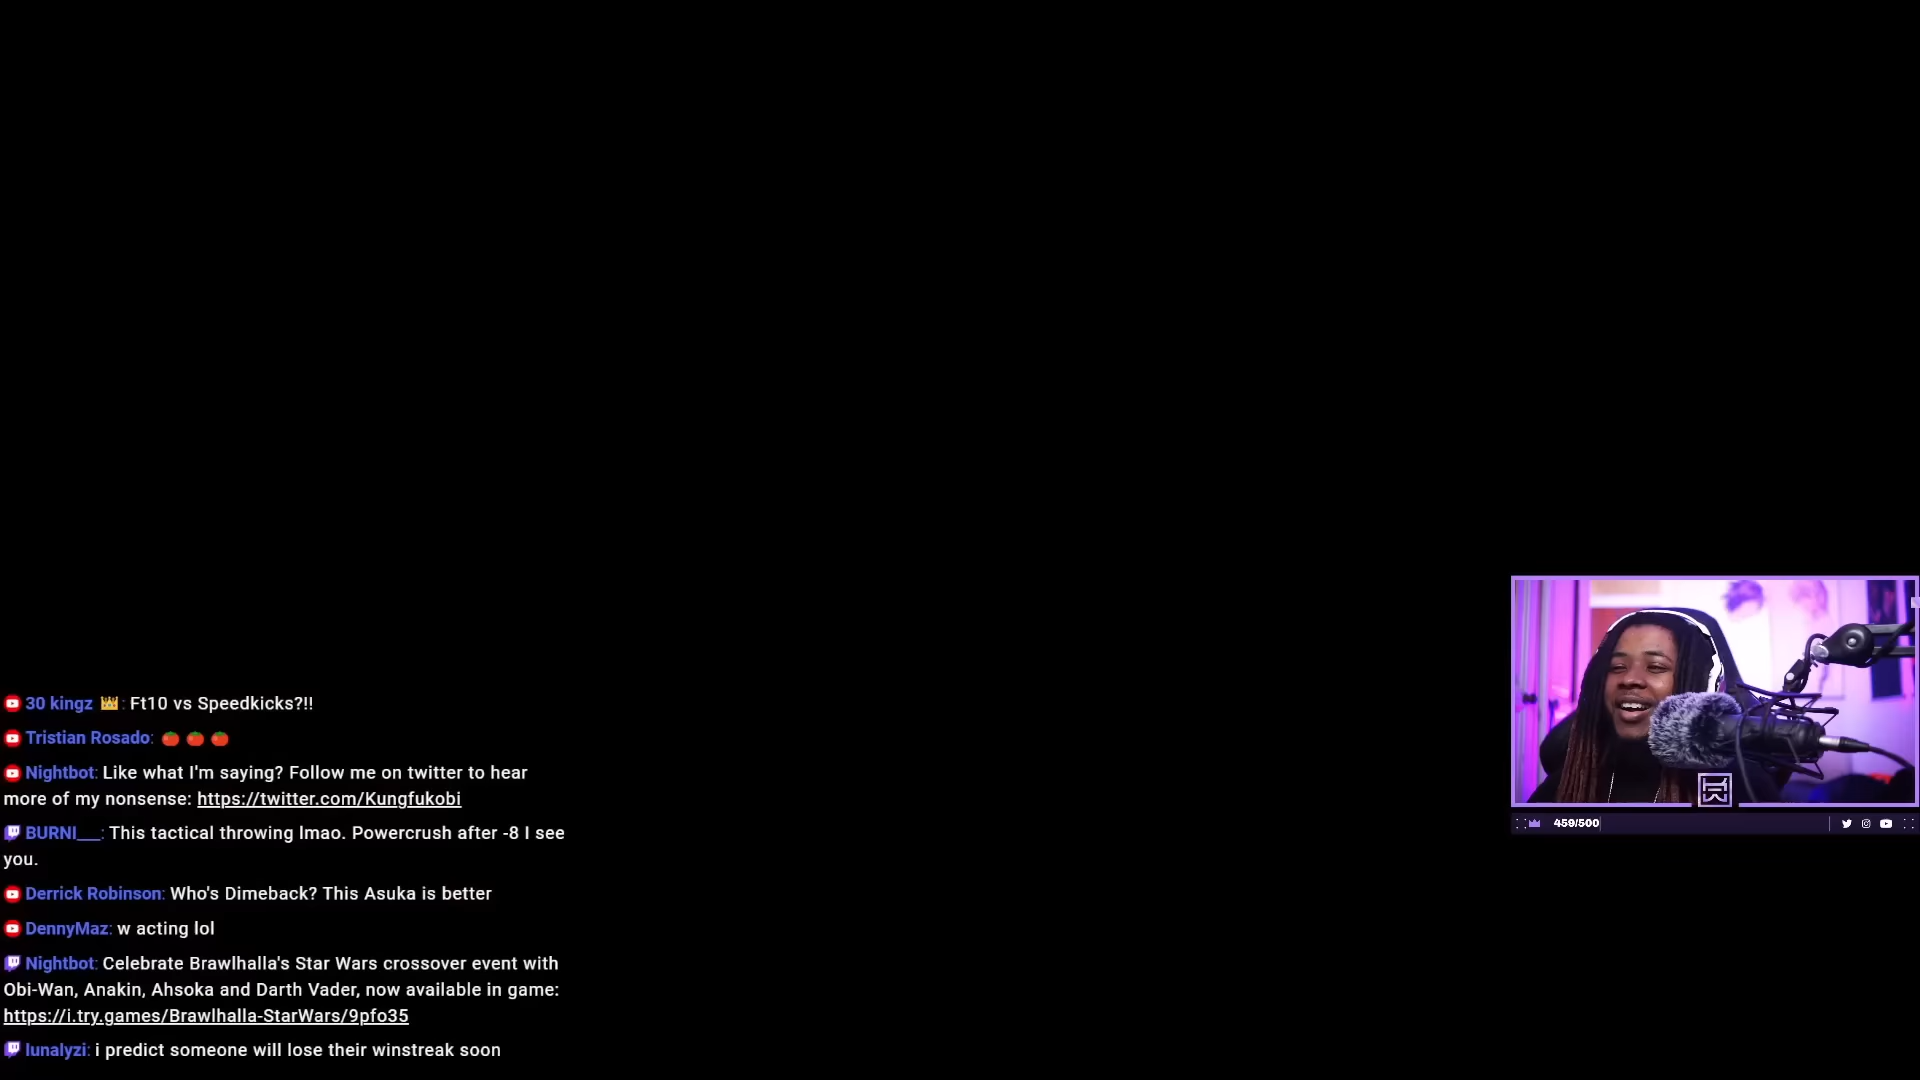 30 kingz 👑: Ft10 vs Speedkicks?!!
Tristian Rosado: 🍅 🍅 🍅
Nightbot: Like what I'm saying? Follow me on twitter to hear
more of my nonsense: https://twitter.com/Kungfukobi
BURNI___: This tactical throwing lmao. Powercrush after -8 I see
you.
Derrick Robinson: Who's Dimeback? This Asuka is better
DennyMaz: w acting lol
Nightbot: Celebrate Brawlhalla's Star Wars crossover event with
Obi-Wan, Anakin, Ahsoka and Darth Vader, now available in game:
https://i.try.games/Brawlhalla-StarWars/9pfo35
lunalyzi: i predict someone will lose their winstreak soon
459/500